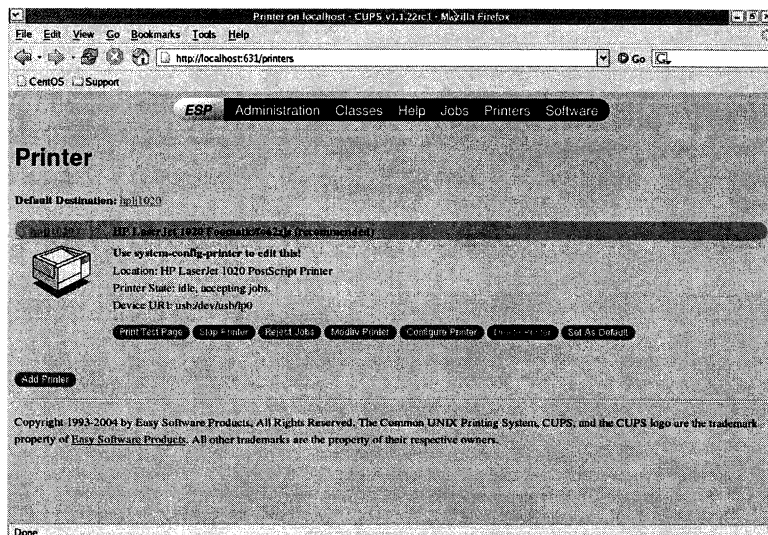 Printer on localhost - CUPS v1.1.22rc1 - Mozilla Firefox
File Edit View Go Bookmarks Tools Help
http://localhost:631/printers
Go
CentOS Support
ESP Administration Classes Help Jobs Printers Software
Printer
Default Destination: hplj1020
hplj1020 HP LaserJet 1020 Foomatic/foo2zjs (recommended)
Use system-config-printer to edit this!
Location: HP LaserJet 1020 PostScript Printer
Printer State: idle, accepting jobs.
Device URI: usb:/dev/usb/lp0
Print Test Page Stop Printer Reject Jobs Modify Printer Configure Printer Delete Printer Set As Default
Add Printer
Copyright 1993-2004 by Easy Software Products, All Rights Reserved. The Common UNIX Printing System, CUPS, and the CUPS logo are the trademark
property of Easy Software Products. All other trademarks are the property of their respective owners.
Done